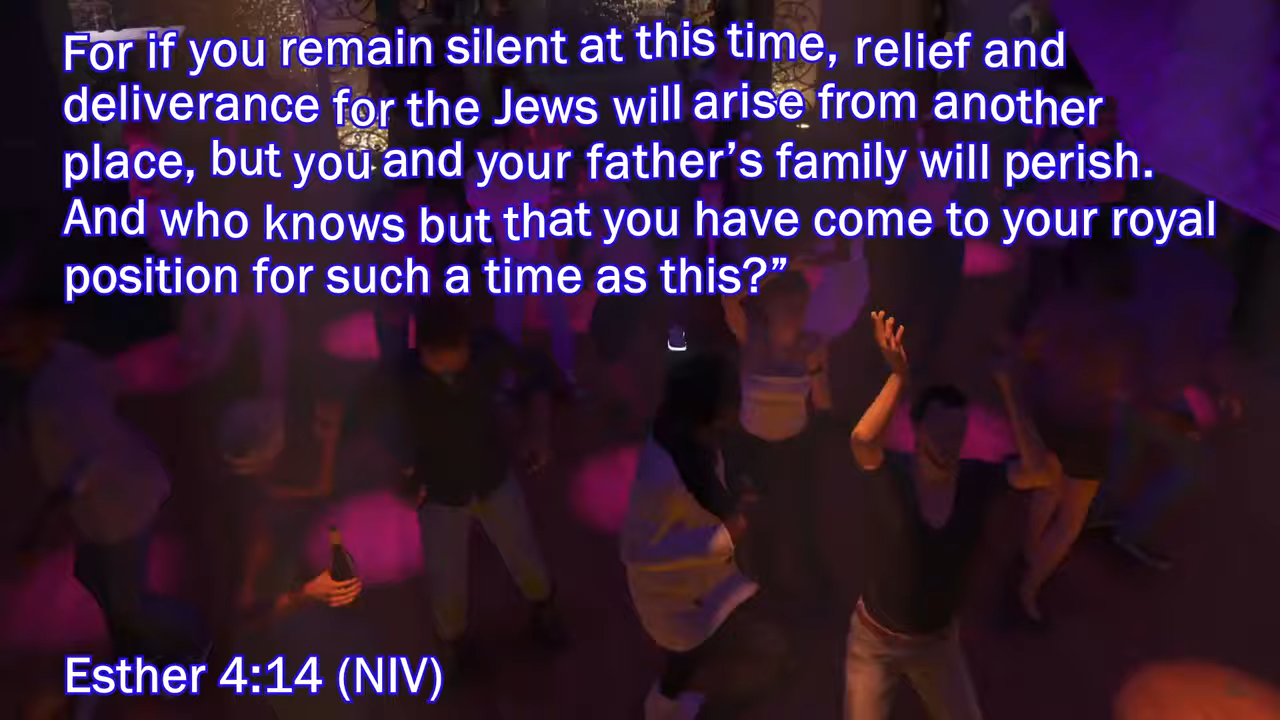 For if you remain silent at this time, relief and
deliverance for the Jews will arise from another
place, but you and your father’s family will perish.
And who knows but that you have come to your royal
position for such a time as this?”
Esther 4:14 (NIV)